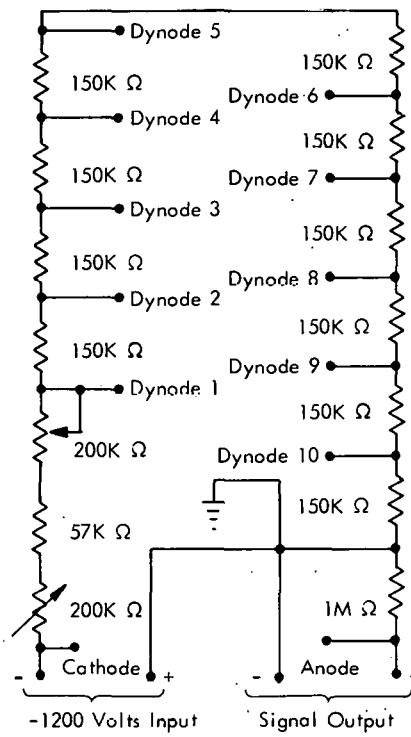 Dynode 5
150K Ω
Dynode 4
150K Ω
Dynode 3
150K Ω
Dynode 2
150K Ω
Dynode 1
200K Ω
57K Ω
200K Ω
Cathode
- +
-1200 Volts Input
150K Ω
Dynode 6
150K Ω
Dynode 7
150K Ω
Dynode 8
150K Ω
Dynode 9
150K Ω
Dynode 10
150K Ω
1M Ω
Anode
-
Signal Output